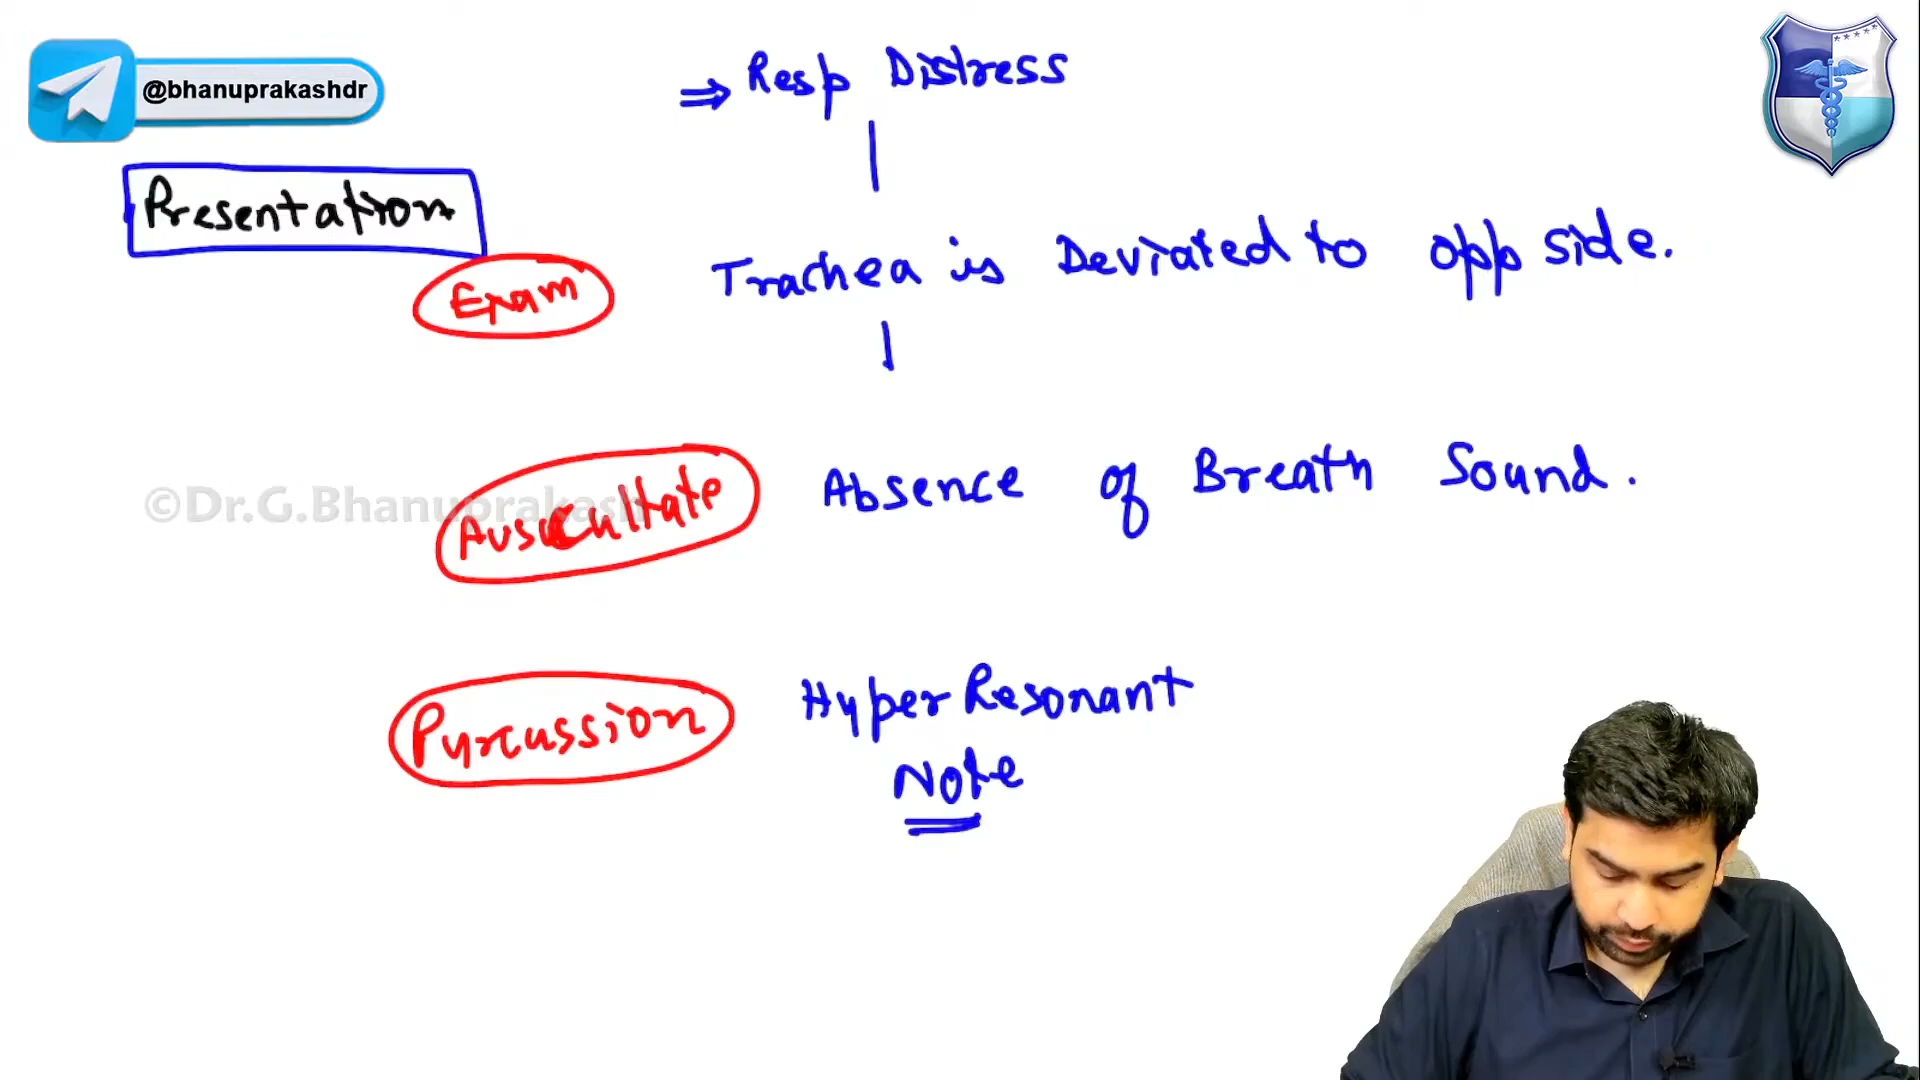 @bhanuprakashdr
⇒ Resp Distress
Presentation
Exam
Trachea is Deviated to opp side.
©Dr.G.Bhanuprakash
Auscultate
Absence of Breath Sound.
Purcussion
Hyper Resonant
Note